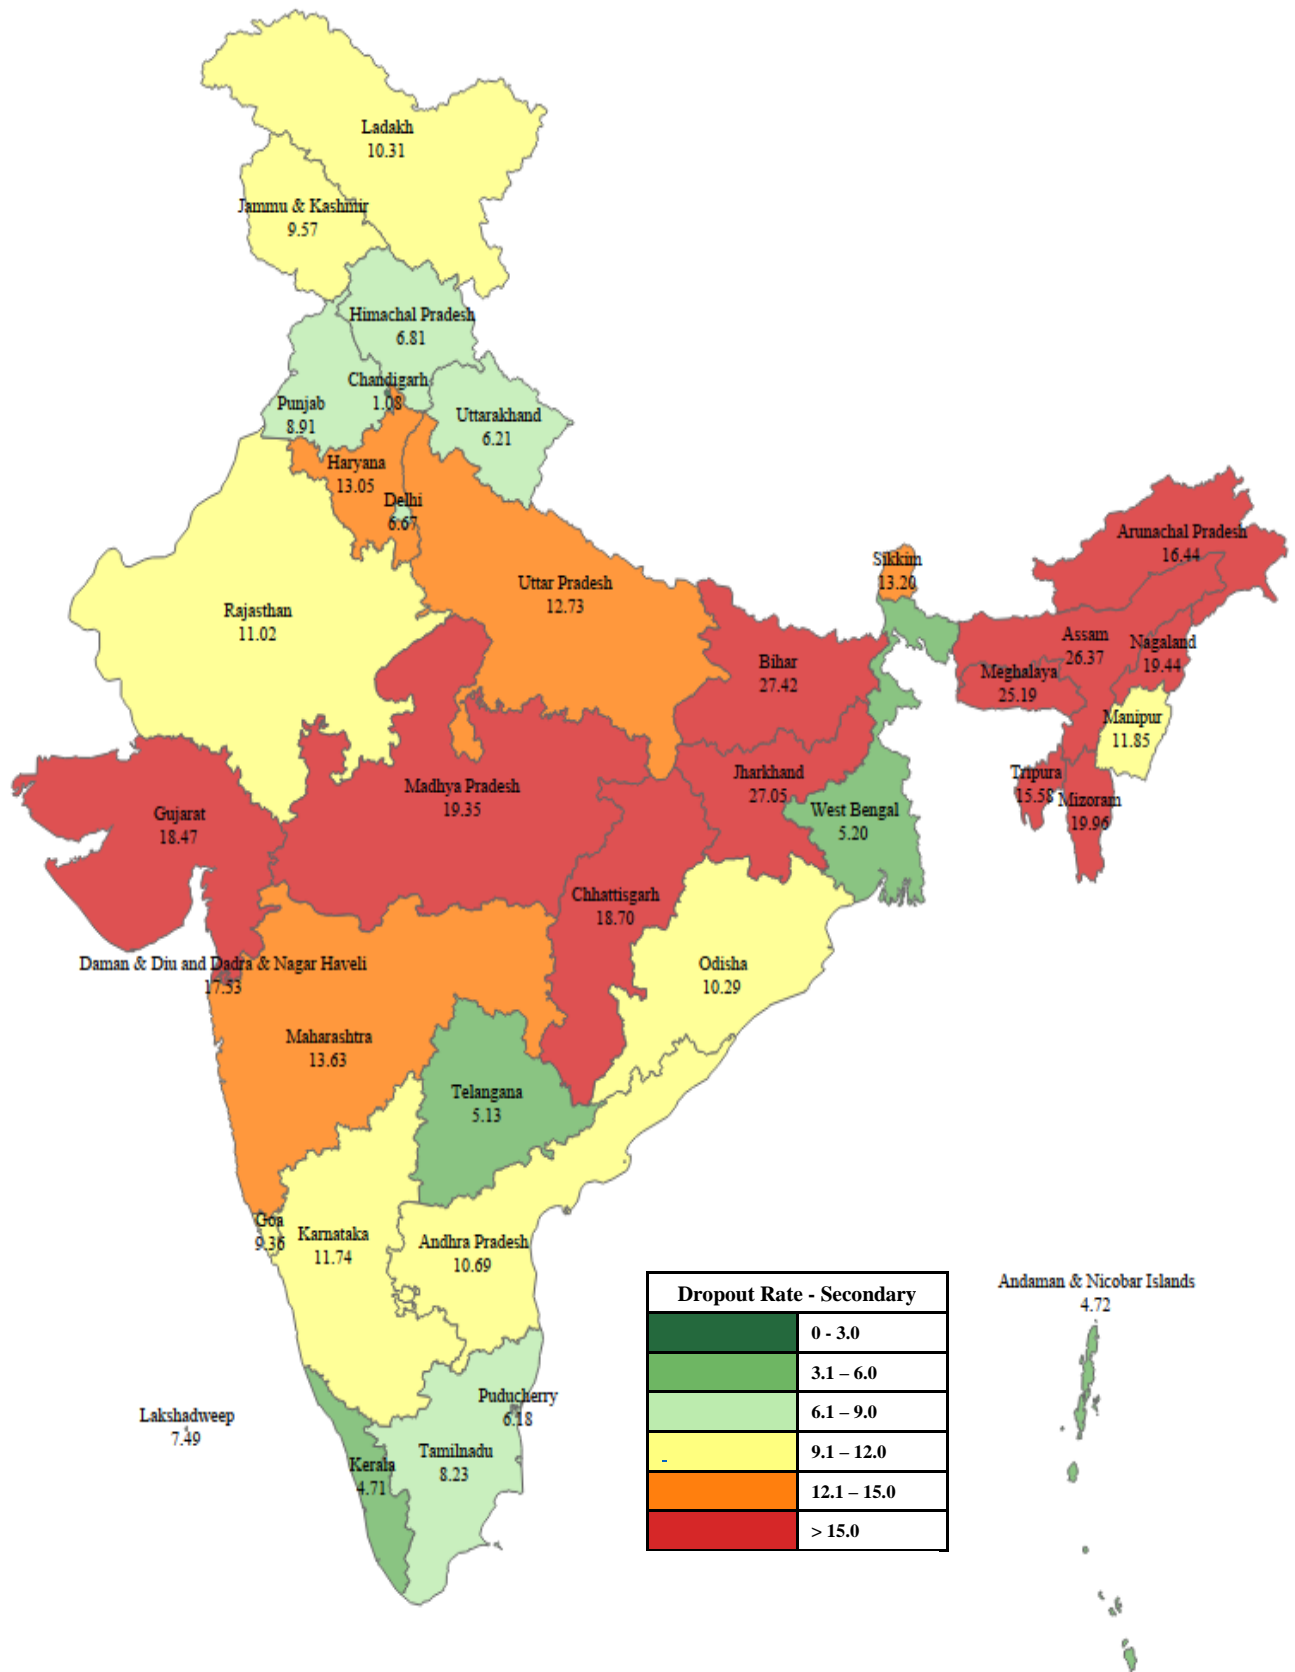 Ladakh
10.31
Jammu & Kashmir
9.57
Himachal Pradesh
6.81
Chandigarh
1.08
Punjab
8.91
Uttarakhand
6.21
Haryana
13.05
Delhi
6.67
Arunachal Pradesh
16.44
Sikkim
13.20
Uttar Pradesh
12.73
Rajasthan
11.02
Assam
26.37
Nagaland
19.44
Bihar
27.42
Meghalaya
25.19
Manipur
11.85
Jharkhand
27.05
Tripura
15.58
Mizoram
19.96
Madhya Pradesh
19.35
Gujarat
18.47
West Bengal
5.20
Chhattisgarh
18.70
Daman & Diu and Dadra & Nagar Haveli
17.53
Odisha
10.29
Maharashtra
13.63
Telangana
5.13
Goa
9.36
Karnataka
11.74
Andhra Pradesh
10.69
Andaman & Nicobar Islands
4.72
Dropout Rate - Secondary
0 - 3.0
3.1 – 6.0
6.1 – 9.0
9.1 – 12.0
12.1 – 15.0
> 15.0
Puducherry
6.18
Lakshadweep
7.49
Tamilnadu
8.23
Kerala
4.71